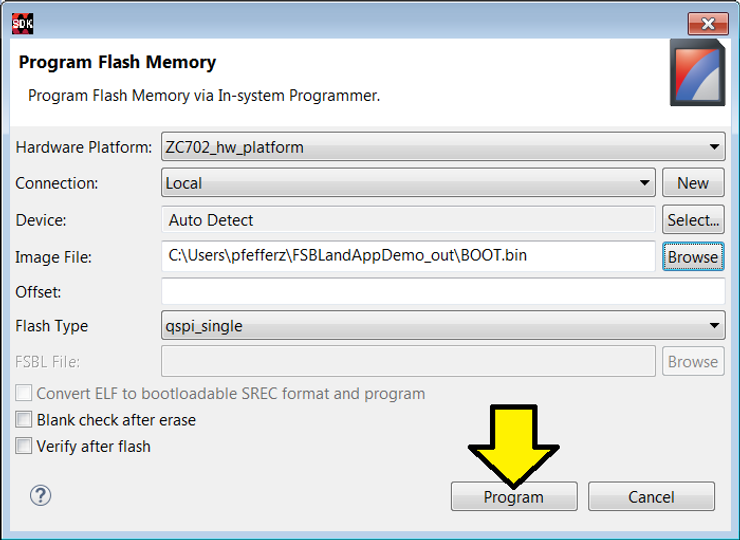 SDK
Program Flash Memory
Program Flash Memory via In-system Programmer.
Hardware Platform: ZC702_hw_platform
Connection: Local New
Device: Auto Detect Select...
Image File: C:\Users\pfefferz\FSBLandAppDemo_out\BOOT.bin Browse
Offset:
Flash Type qspi_single
FSBL File: Browse
Convert ELF to bootloadable SREC format and program
Blank check after erase
Verify after flash
? Program Cancel